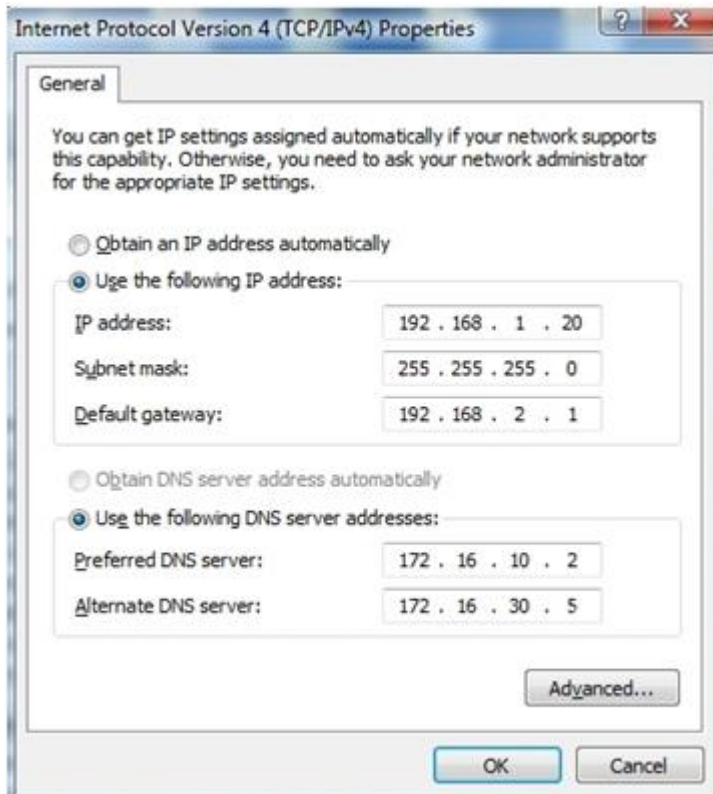 Internet Protocol Version 4 (TCP/IPv4) Properties
General
You can get IP settings assigned automatically if your network supports
this capability. Otherwise, you need to ask your network administrator
for the appropriate IP settings.
Obtain an IP address automatically
Use the following IP address:
IP address: 192 . 168 . 1 . 20
Subnet mask: 255 . 255 . 255 . 0
Default gateway: 192 . 168 . 2 . 1
Obtain DNS server address automatically
Use the following DNS server addresses:
Preferred DNS server: 172 . 16 . 10 . 2
Alternate DNS server: 172 . 16 . 30 . 5
Advanced...
OK Cancel